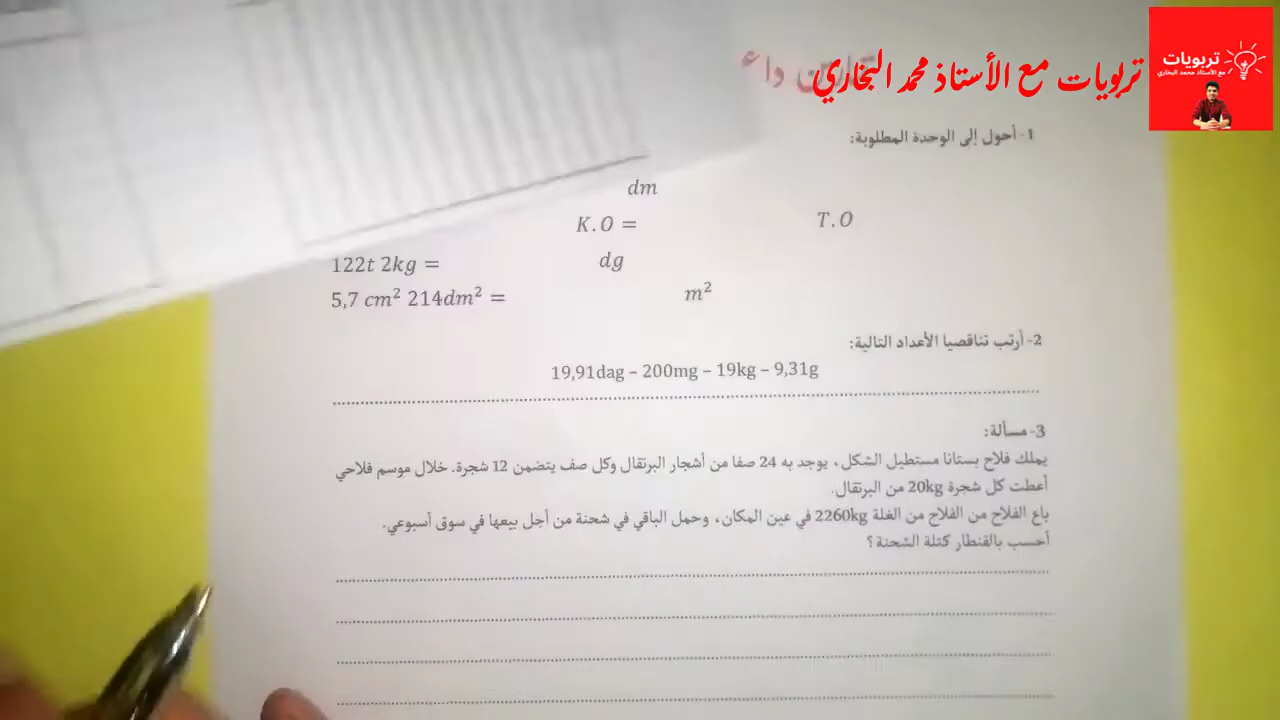 تربويات مع الأستاذ محمد البخاري
تربويات
مع الأستاذ محمد البخاري
1- أحول إلى الوحدة المطلوبة:
dm
K.O = T.O
122t 2kg = dg
5,7 cm² 214dm² = m²
2- أرتب تناقصيا الأعداد التالية:
19,91dag – 200mg – 19kg – 9,31g
3- مسألة:
يملك فلاح بستانا مستطيل الشكل، يوجد به 24 صفا من أشجار البرتقال وكل صف يتضمن 12 شجرة. خلال موسم فلاحي
أعطت كل شجرة 20kg من البرتقال.
باع الفلاح من الفلاح من الغلة 2260kg في عين المكان، وحمل الباقي في شحنة من أجل بيعها في سوق أسبوعي.
أحسب بالقنطار كتلة الشحنة؟